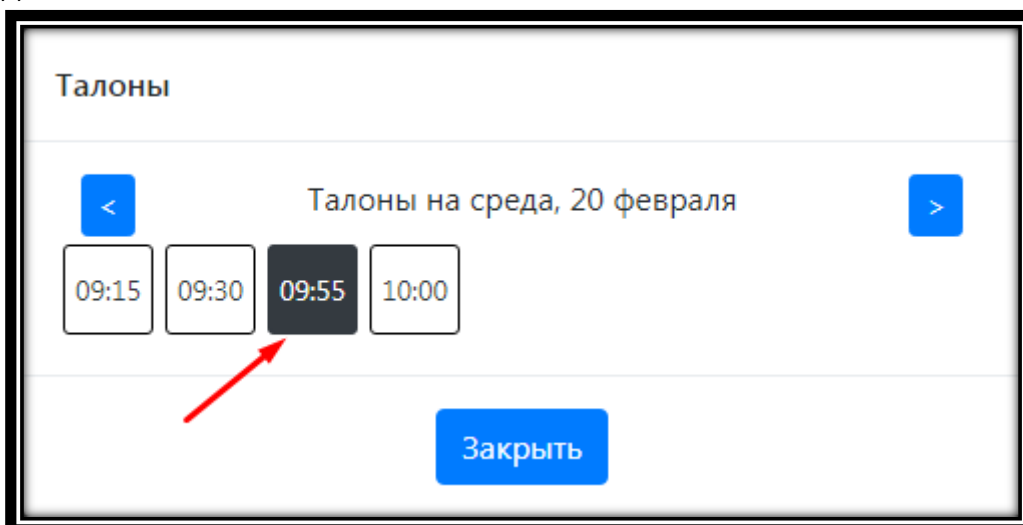 Талоны
< Талоны на среда, 20 февраля >
09:15 09:30 09:55 10:00
Закрыть